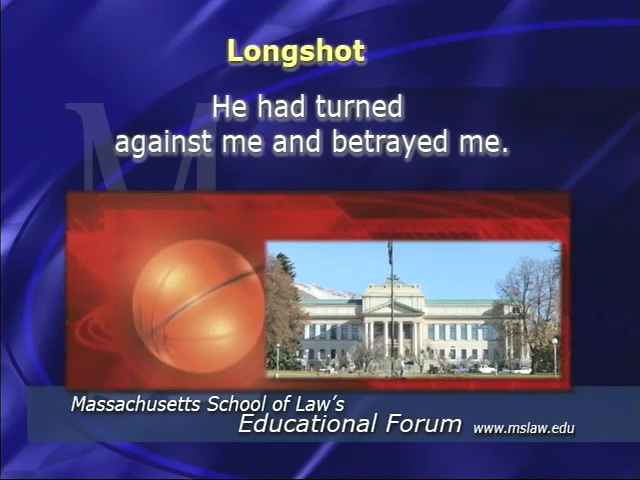 Longshot
He had turned
against me and betrayed me.
M
Massachusetts School of Law's
Educational Forum www.mslaw.edu